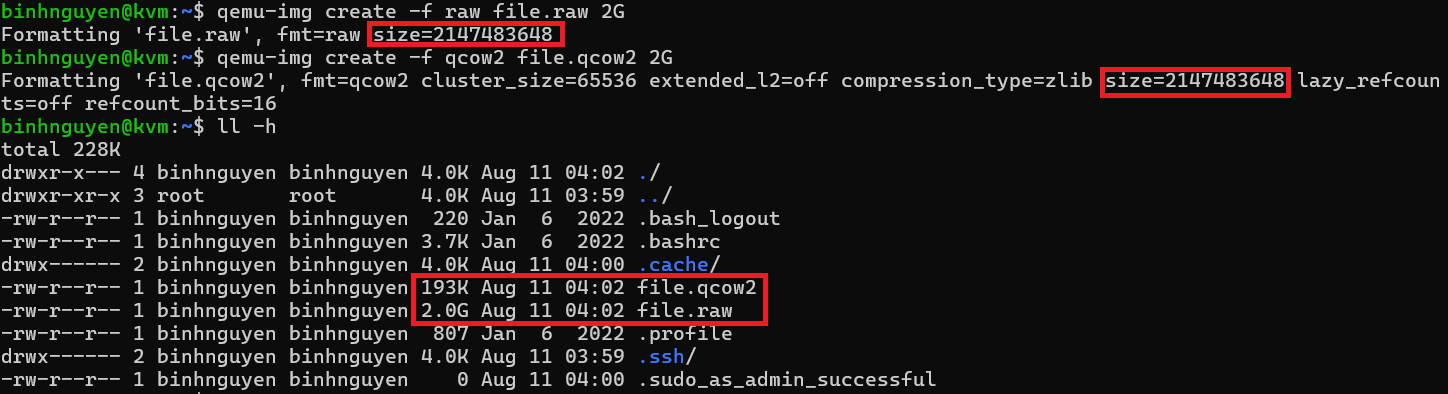 binhnguyen@kvm:~$ qemu-img create -f raw file.raw 2G
Formatting 'file.raw', fmt=raw size=2147483648
binhnguyen@kvm:~$ qemu-img create -f qcow2 file.qcow2 2G
Formatting 'file.qcow2', fmt=qcow2 cluster_size=65536 extended_l2=off compression_type=zlib size=2147483648 lazy_refcoun
ts=off refcount_bits=16
binhnguyen@kvm:~$ ll -h
total 228K
drwxr-x--- 4 binhnguyen binhnguyen 4.0K Aug 11 04:02 ./
drwxr-xr-x 3 root       root       4.0K Aug 11 03:59 ../
-rw-r--r-- 1 binhnguyen binhnguyen  220 Jan  6  2022 .bash_logout
-rw-r--r-- 1 binhnguyen binhnguyen 3.7K Jan  6  2022 .bashrc
drwx------ 2 binhnguyen binhnguyen 4.0K Aug 11 04:00 .cache/
-rw-r--r-- 1 binhnguyen binhnguyen 193K Aug 11 04:02 file.qcow2
-rw-r--r-- 1 binhnguyen binhnguyen 2.0G Aug 11 04:02 file.raw
-rw-r--r-- 1 binhnguyen binhnguyen  807 Jan  6  2022 .profile
drwx------ 2 binhnguyen binhnguyen 4.0K Aug 11 03:59 .ssh/
-rw-r--r-- 1 binhnguyen binhnguyen    0 Aug 11 04:00 .sudo_as_admin_successful